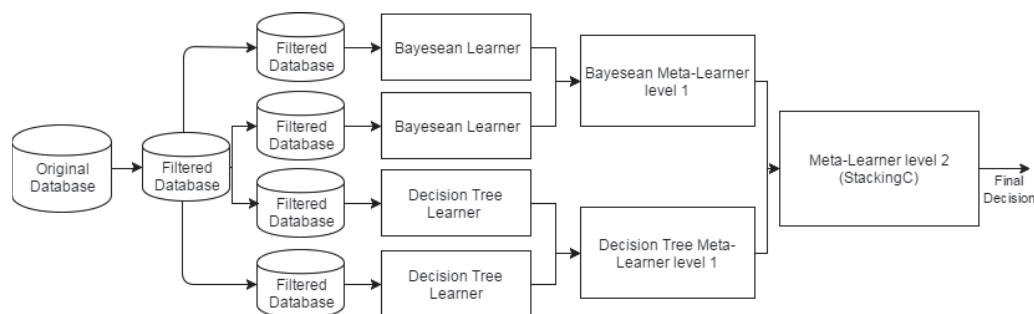 Original
Database
Filtered
Database
Filtered
Database
Filtered
Database
Filtered
Database
Filtered
Database
Bayesean Learner
Bayesean Learner
Decision Tree
Learner
Decision Tree
Learner
Bayesean Meta-Learner
level 1
Decision Tree Meta-
Learner level 1
Meta-Learner level 2
(StackingC)
Final
Decision